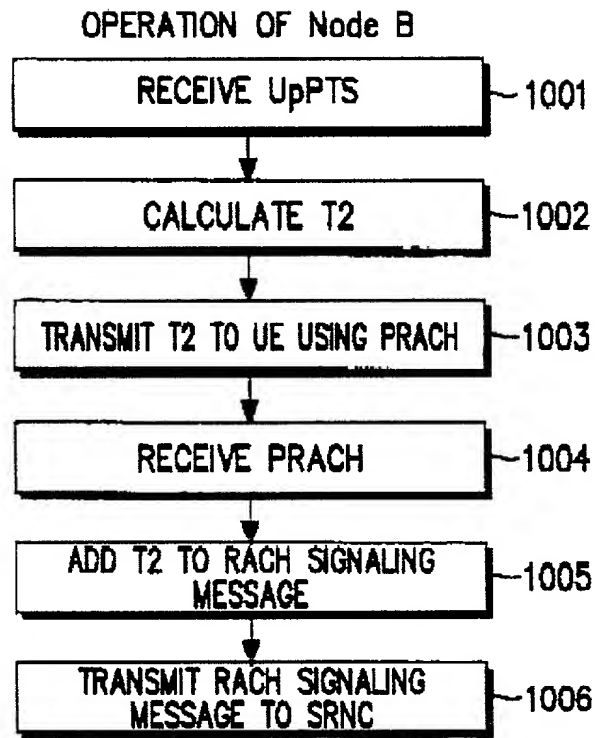 OPERATION OF Node B
RECEIVE UpPTS
1001
CALCULATE T2
1002
TRANSMIT T2 TO UE USING PRACH
1003
RECEIVE PRACH
1004
ADD T2 TO RACH SIGNALING
MESSAGE
1005
TRANSMIT RACH SIGNALING
MESSAGE TO SRNC
1006